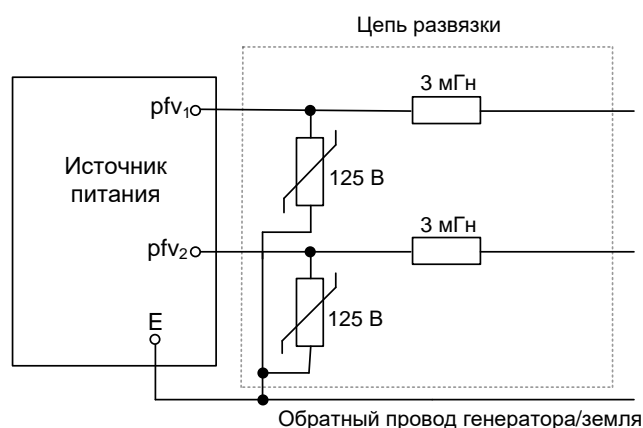 Цепь развязки
3 мГн
pfv₁
Источник
питания
125 В
3 мГн
pfv₂
125 В
E
Обратный провод генератора/земля